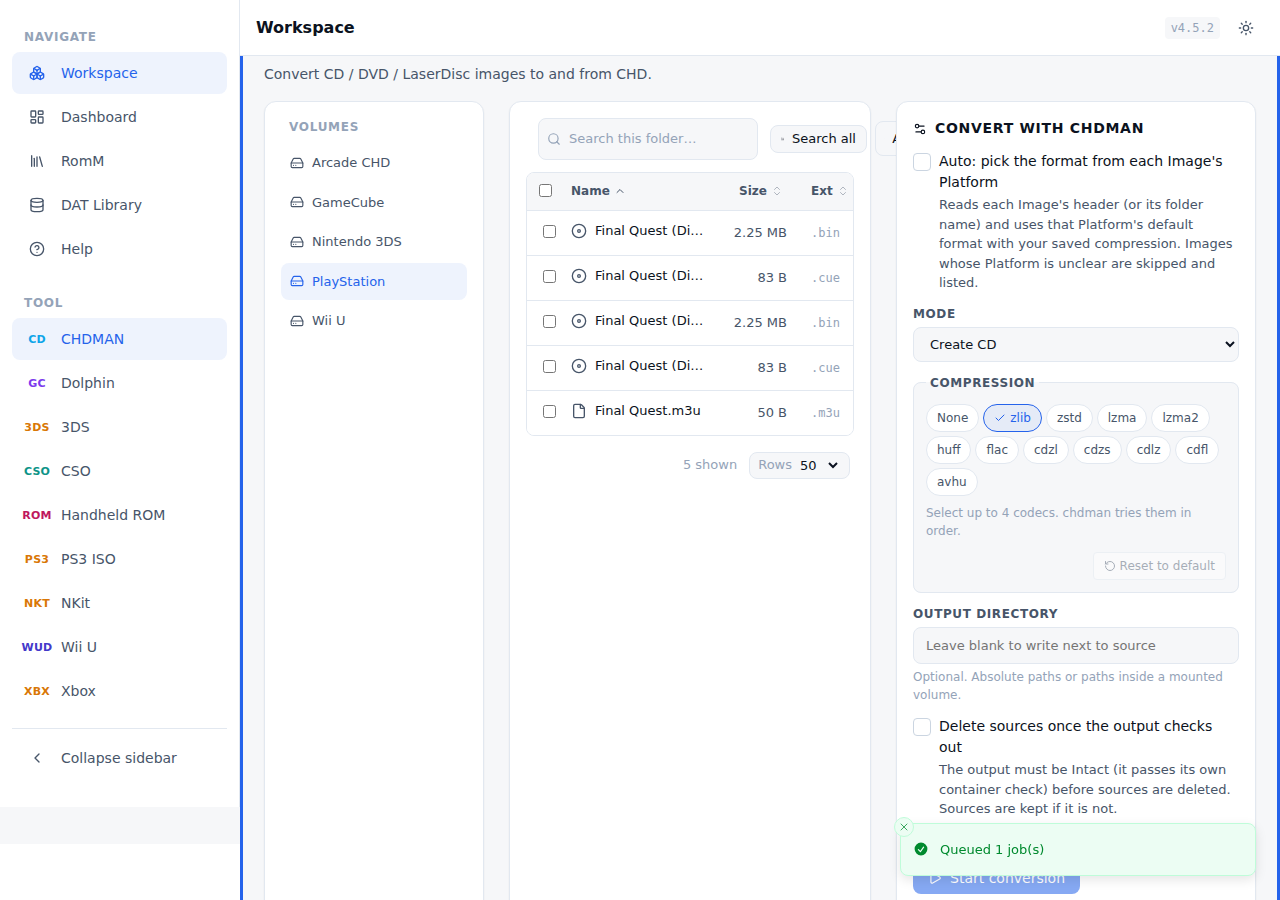 NAVIGATE
Workspace
Dashboard
RomM
DAT Library
Help
TOOL
CD CHDMAN
GC Dolphin
3DS 3DS
CSO CSO
ROM Handheld ROM
PS3 PS3 ISO
NKT NKit
WUD Wii U
XBX Xbox
Collapse sidebar
Workspace
v4.5.2
Convert CD / DVD / LaserDisc images to and from CHD.
VOLUMES
Arcade CHD
GameCube
Nintendo 3DS
PlayStation
Wii U
Search this folder…
Search all
Name Size Ext
Final Quest (Di… 2.25 MB .bin
Final Quest (Di… 83 B .cue
Final Quest (Di… 2.25 MB .bin
Final Quest (Di… 83 B .cue
Final Quest.m3u 50 B .m3u
5 shown Rows 50
CONVERT WITH CHDMAN
Auto: pick the format from each Image's
Platform
Reads each Image's header (or its folder
name) and uses that Platform's default
format with your saved compression. Images
whose Platform is unclear are skipped and
listed.
MODE
Create CD
COMPRESSION
None zlib zstd lzma lzma2
huff flac cdzl cdzs cdlz cdfl
avhu
Select up to 4 codecs. chdman tries them in
order.
Reset to default
OUTPUT DIRECTORY
Leave blank to write next to source
Optional. Absolute paths or paths inside a mounted
volume.
Delete sources once the output checks
out
The output must be Intact (it passes its own
container check) before sources are deleted.
Sources are kept if it is not.
Queued 1 job(s)
Start conversion